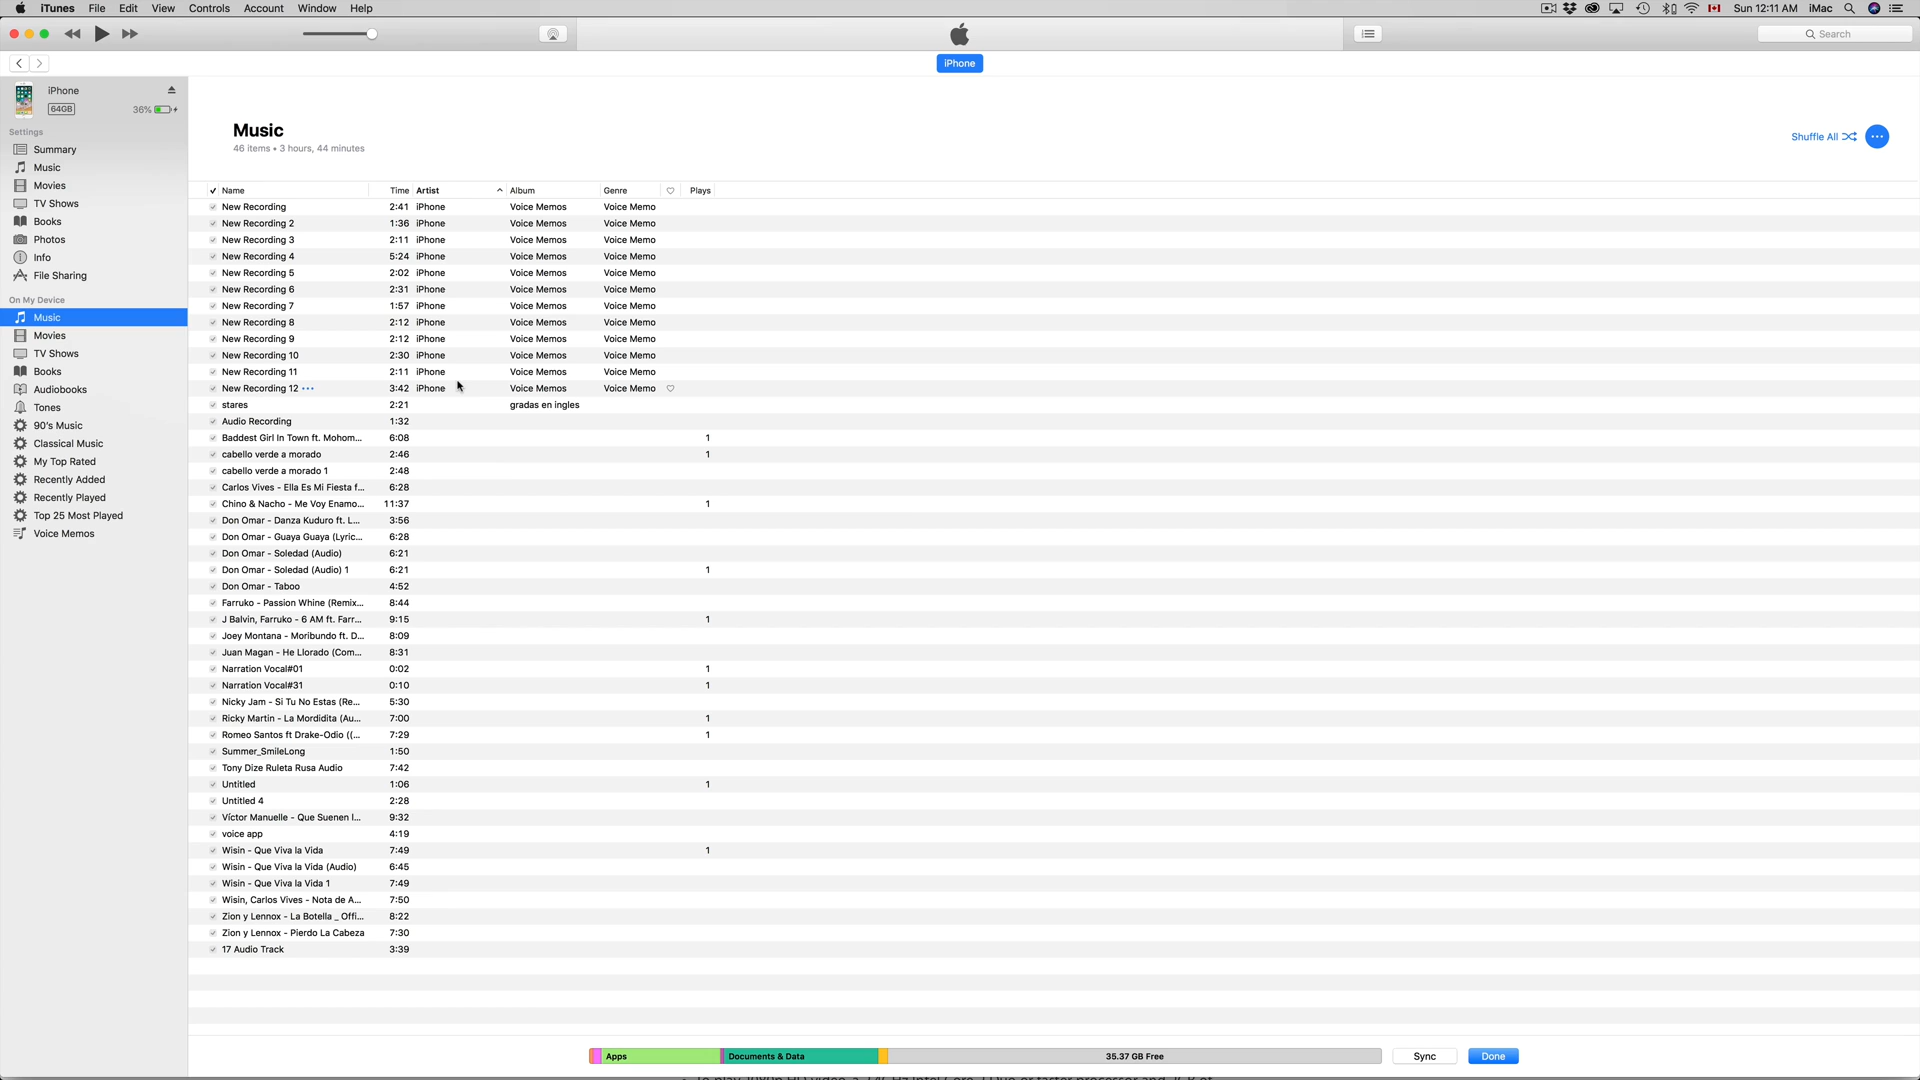 iTunes File Edit View Controls Account Window Help Sun 12:11 AM iMac
Search
iPhone
iPhone
64GB 36%
Settings
Summary
Music
Movies
TV Shows
Books
Photos
Info
File Sharing
On My Device
Music
Movies
TV Shows
Books
Audiobooks
Tones
90's Music
Classical Music
My Top Rated
Recently Added
Recently Played
Top 25 Most Played
Voice Memos
Music
46 items • 3 hours, 44 minutes
Shuffle All
Name Time Artist Album Genre Plays
New Recording 2:41 iPhone Voice Memos Voice Memo
New Recording 2 1:36 iPhone Voice Memos Voice Memo
New Recording 3 2:11 iPhone Voice Memos Voice Memo
New Recording 4 5:24 iPhone Voice Memos Voice Memo
New Recording 5 2:02 iPhone Voice Memos Voice Memo
New Recording 6 2:31 iPhone Voice Memos Voice Memo
New Recording 7 1:57 iPhone Voice Memos Voice Memo
New Recording 8 2:12 iPhone Voice Memos Voice Memo
New Recording 9 2:12 iPhone Voice Memos Voice Memo
New Recording 10 2:30 iPhone Voice Memos Voice Memo
New Recording 11 2:11 iPhone Voice Memos Voice Memo
New Recording 12 ••• 3:42 iPhone Voice Memos Voice Memo
stares 2:21 gradas en ingles
Audio Recording 1:32
Baddest Girl In Town ft. Mohom... 6:08 1
cabello verde a morado 2:46 1
cabello verde a morado 1 2:48
Carlos Vives - Ella Es Mi Fiesta f... 6:28
Chino & Nacho - Me Voy Enamo... 11:37 1
Don Omar - Danza Kuduro ft. L... 3:56
Don Omar - Guaya Guaya (Lyric... 6:28
Don Omar - Soledad (Audio) 6:21
Don Omar - Soledad (Audio) 1 6:21 1
Don Omar - Taboo 4:52
Farruko - Passion Whine (Remix... 8:44
J Balvin, Farruko - 6 AM ft. Farr... 9:15 1
Joey Montana - Moribundo ft. D... 8:09
Juan Magan - He Llorado (Com... 8:31
Narration Vocal#01 0:02 1
Narration Vocal#31 0:10 1
Nicky Jam - Si Tu No Estas (Re... 5:30
Ricky Martin - La Mordidita (Au... 7:00 1
Romeo Santos ft Drake-Odio ((... 7:29 1
Summer_SmileLong 1:50
Tony Dize Ruleta Rusa Audio 7:42
Untitled 1:06 1
Untitled 4 2:28
Víctor Manuelle - Que Suenen l... 9:32
voice app 4:19
Wisin - Que Viva la Vida 7:49 1
Wisin - Que Viva la Vida (Audio) 6:45
Wisin - Que Viva la Vida 1 7:49
Wisin, Carlos Vives - Nota de A... 7:50
Zion y Lennox - La Botella _ Offi... 8:22
Zion y Lennox - Pierdo La Cabeza 7:30
17 Audio Track 3:39
Apps Documents & Data 35.37 GB Free Sync Done